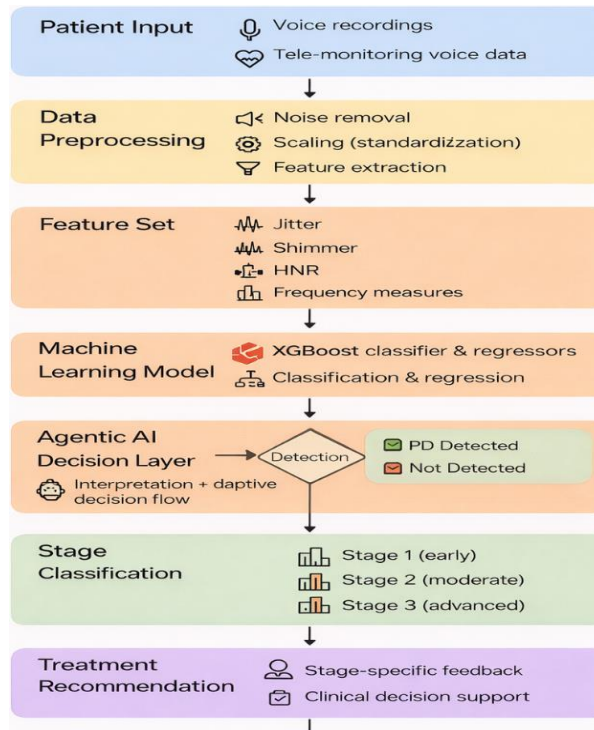 Patient Input
Voice recordings
Tele-monitoring voice data
Data
Preprocessing
Noise removal
Scaling (standardizzation)
Feature extraction
Feature Set
Jitter
Shimmer
HNR
Frequency measures
Machine
Learning Model
XGBoost classifier & regressors
Classification & regression
Agentic AI
Decision Layer
Interpretation + daptive
decision flow
Detection
PD Detected
Not Detected
Stage
Classification
Stage 1 (early)
Stage 2 (moderate)
Stage 3 (advanced)
Treatment
Recommendation
Stage-specific feedback
Clinical decision support